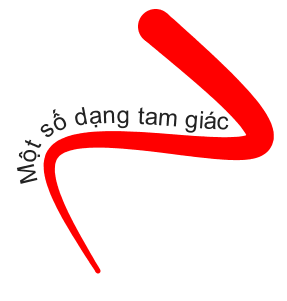 Một số dạng tam giác